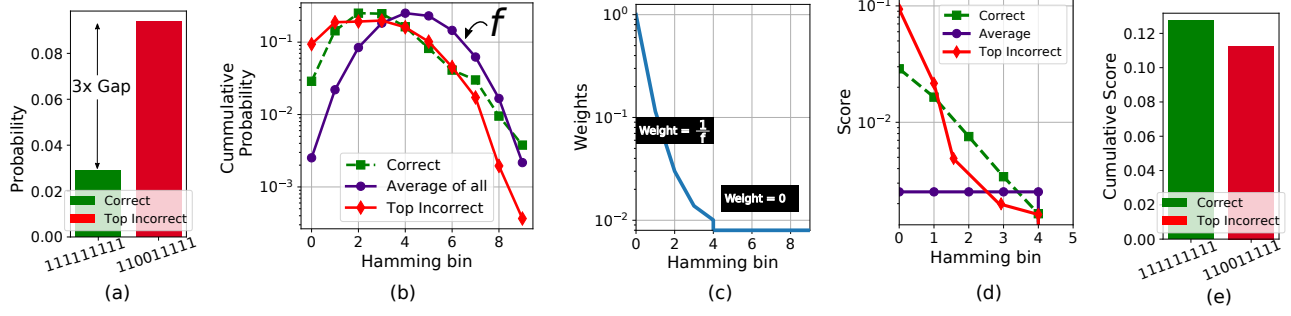 0.08
0.06
0.04
0.02
0.00
Probability
3x Gap
Correct
Top Incorrect
111111111
110011111
(a)
10⁻¹
10⁻²
10⁻³
Cummulative
Probability
f
Correct
Average of all
Top Incorrect
0 2 4 6 8
Hamming bin
(b)
10⁰
10⁻¹
10⁻²
Weights
Weight = 1/f
Weight = 0
0 2 4 6 8
Hamming bin
(c)
10⁻¹
10⁻²
Score
Correct
Average
Top Incorrect
0 1 2 3 4 5
Hamming bin
(d)
0.12
0.10
0.08
0.06
0.04
0.02
0.00
Cumulative Score
Correct
Top Incorrect
111111111
110011111
(e)